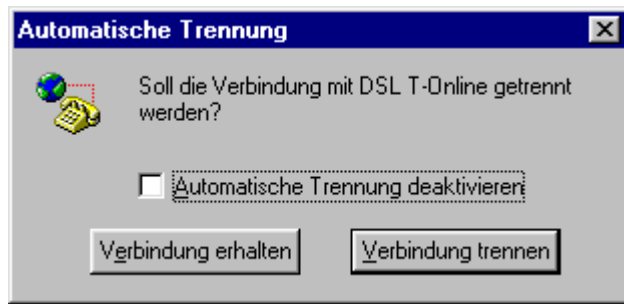 Automatische Trennung
Soll die Verbindung mit DSL T-Online getrennt
werden?
Automatische Trennung deaktivieren
Verbindung erhalten
Verbindung trennen